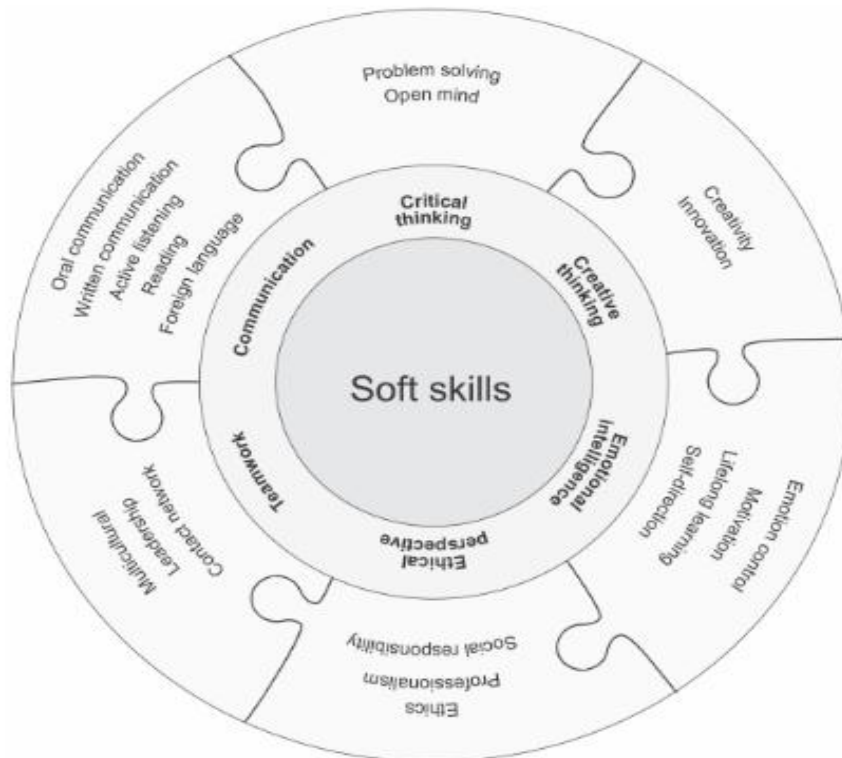 Problem solving
Open mind
Critical
thinking
Creativity
Innovation
Creative
thinking
Emotion control
Motivation
Lifelong learning
Self-direction
Emotional
intelligence
Ethical
perspective
Social responsibility
Professionalism
Ethics
Teamwork
Contact network
Leadership
Multicultural
Communication
Oral communication
Written communication
Active listening
Reading
Foreign language
Soft skills